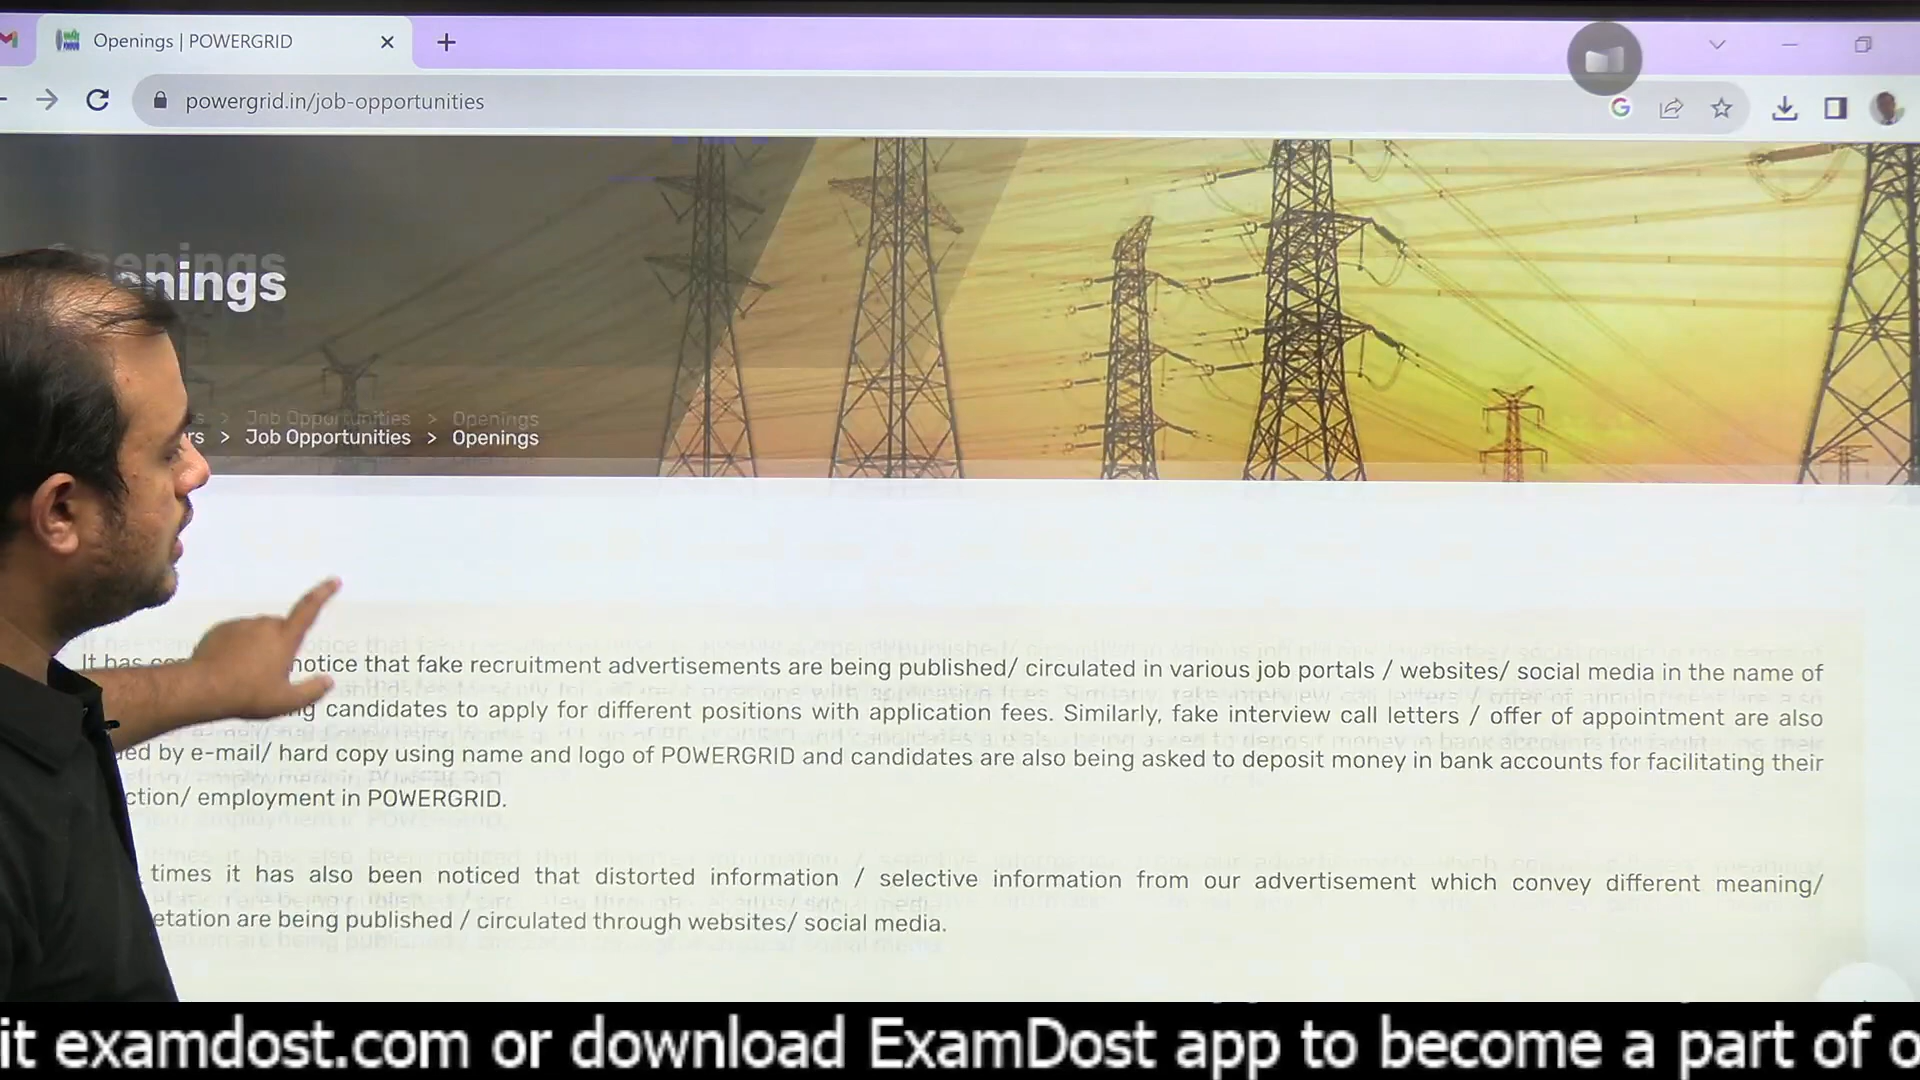 Openings | POWERGRID
powergrid.in/job-opportunities
enings
rs > Job Opportunities > Openings
It has notice that fake recruitment advertisements are being published/ circulated in various job portals / websites/ social media in the name of
candidates to apply for different positions with application fees. Similarly, fake interview call letters / offer of appointment are also
ed by e-mail/ hard copy using name and logo of POWERGRID and candidates are also being asked to deposit money in bank accounts for facilitating their
ction/ employment in POWERGRID.
times it has also been noticed that distorted information / selective information from our advertisement which convey different meaning/
etation are being published / circulated through websites/ social media.
it examdost.com or download ExamDost app to become a part of o